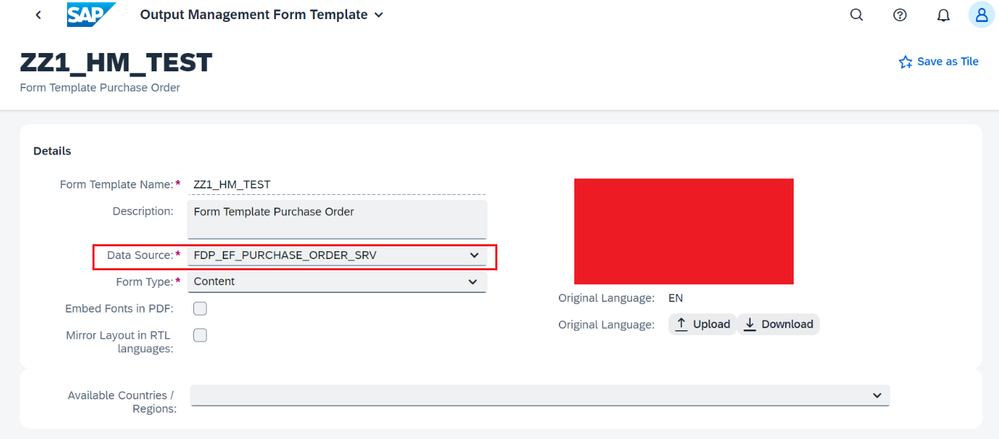 SAP Output Management Form Template
ZZ1_HM_TEST
Save as Tile
Form Template Purchase Order
Details
Form Template Name:* ZZ1_HM_TEST
Description: Form Template Purchase Order
Data Source:* FDP_EF_PURCHASE_ORDER_SRV
Form Type:* Content
Embed Fonts in PDF:
Mirror Layout in RTL
languages:
Original Language: EN
Original Language: Upload Download
Available Countries /
Regions: